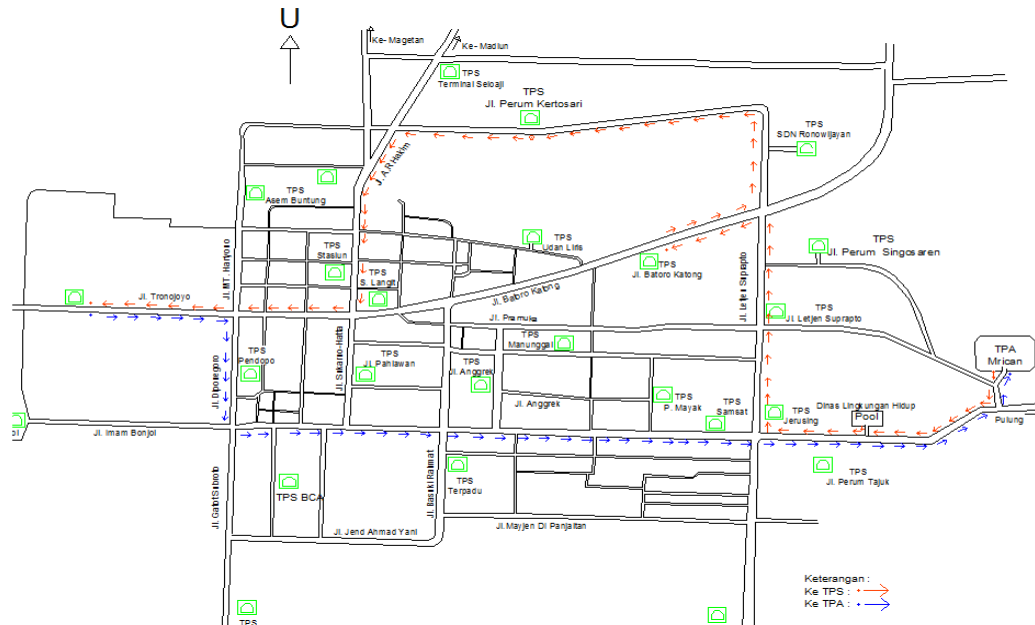 U
Ke- Magetan
Ke- Madiun
TPS
Terminal Seloaji
TPS
Jl. Perum Kertosari
TPS
SDN Ronowijayan
Jl. A.R Hakim
TPS
Asem Buntung
TPS
Stasiun
TPS
S. Langit
TPS
Udan Liris
TPS
Jl. Batoro Katong
TPS
Jl. Perum Singosaren
Jl. MT. Haryono
Jl. Tronojoyo
Jl. Batoro Katong
Jl. Pramuka
Jl. Letjen Suprapto
TPS
Jl. Letjen Suprapto
TPS
Manunggal
TPA
Mrican
Jl. Diponegoro
TPS
Pendopo
Jl. Sukarno-Hatta
TPS
Jl. Pahlawan
TPS
Jl. Anggrek
Jl. Anggrek
TPS
P. Mayak
TPS
Samsat
TPS
Jerusing
Dinas Lingkungan Hidup
Pool
Pulung
Jl. Imam Bonjol
Jl. Gatot Subroto
TPS BCA
Jl. Basuki Rahmat
TPS
Terpadu
TPS
Jl. Perum Tajuk
Jl. Jend Ahmad Yani
Jl. Mayjen DI Panjaitan
TPS
Keterangan :
Ke TPS :
Ke TPA :